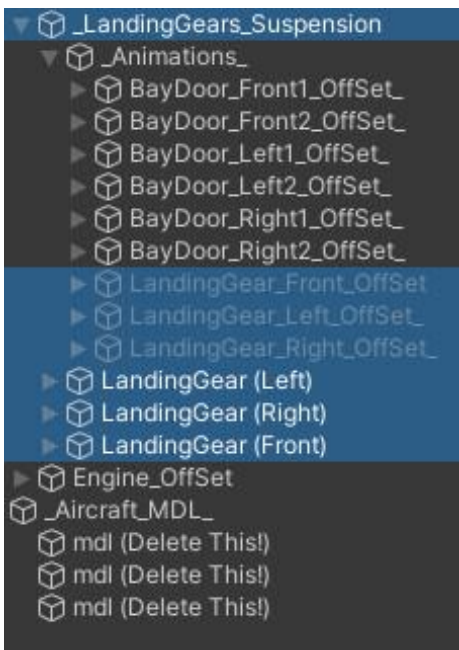 _LandingGears_Suspension
_Animations_
BayDoor_Front1_OffSet_
BayDoor_Front2_OffSet_
BayDoor_Left1_OffSet_
BayDoor_Left2_OffSet_
BayDoor_Right1_OffSet_
BayDoor_Right2_OffSet_
LandingGear_Front_OffSet
LandingGear_Left_OffSet_
LandingGear_Right_OffSet_
LandingGear (Left)
LandingGear (Right)
LandingGear (Front)
Engine_OffSet
_Aircraft_MDL_
mdl (Delete This!)
mdl (Delete This!)
mdl (Delete This!)